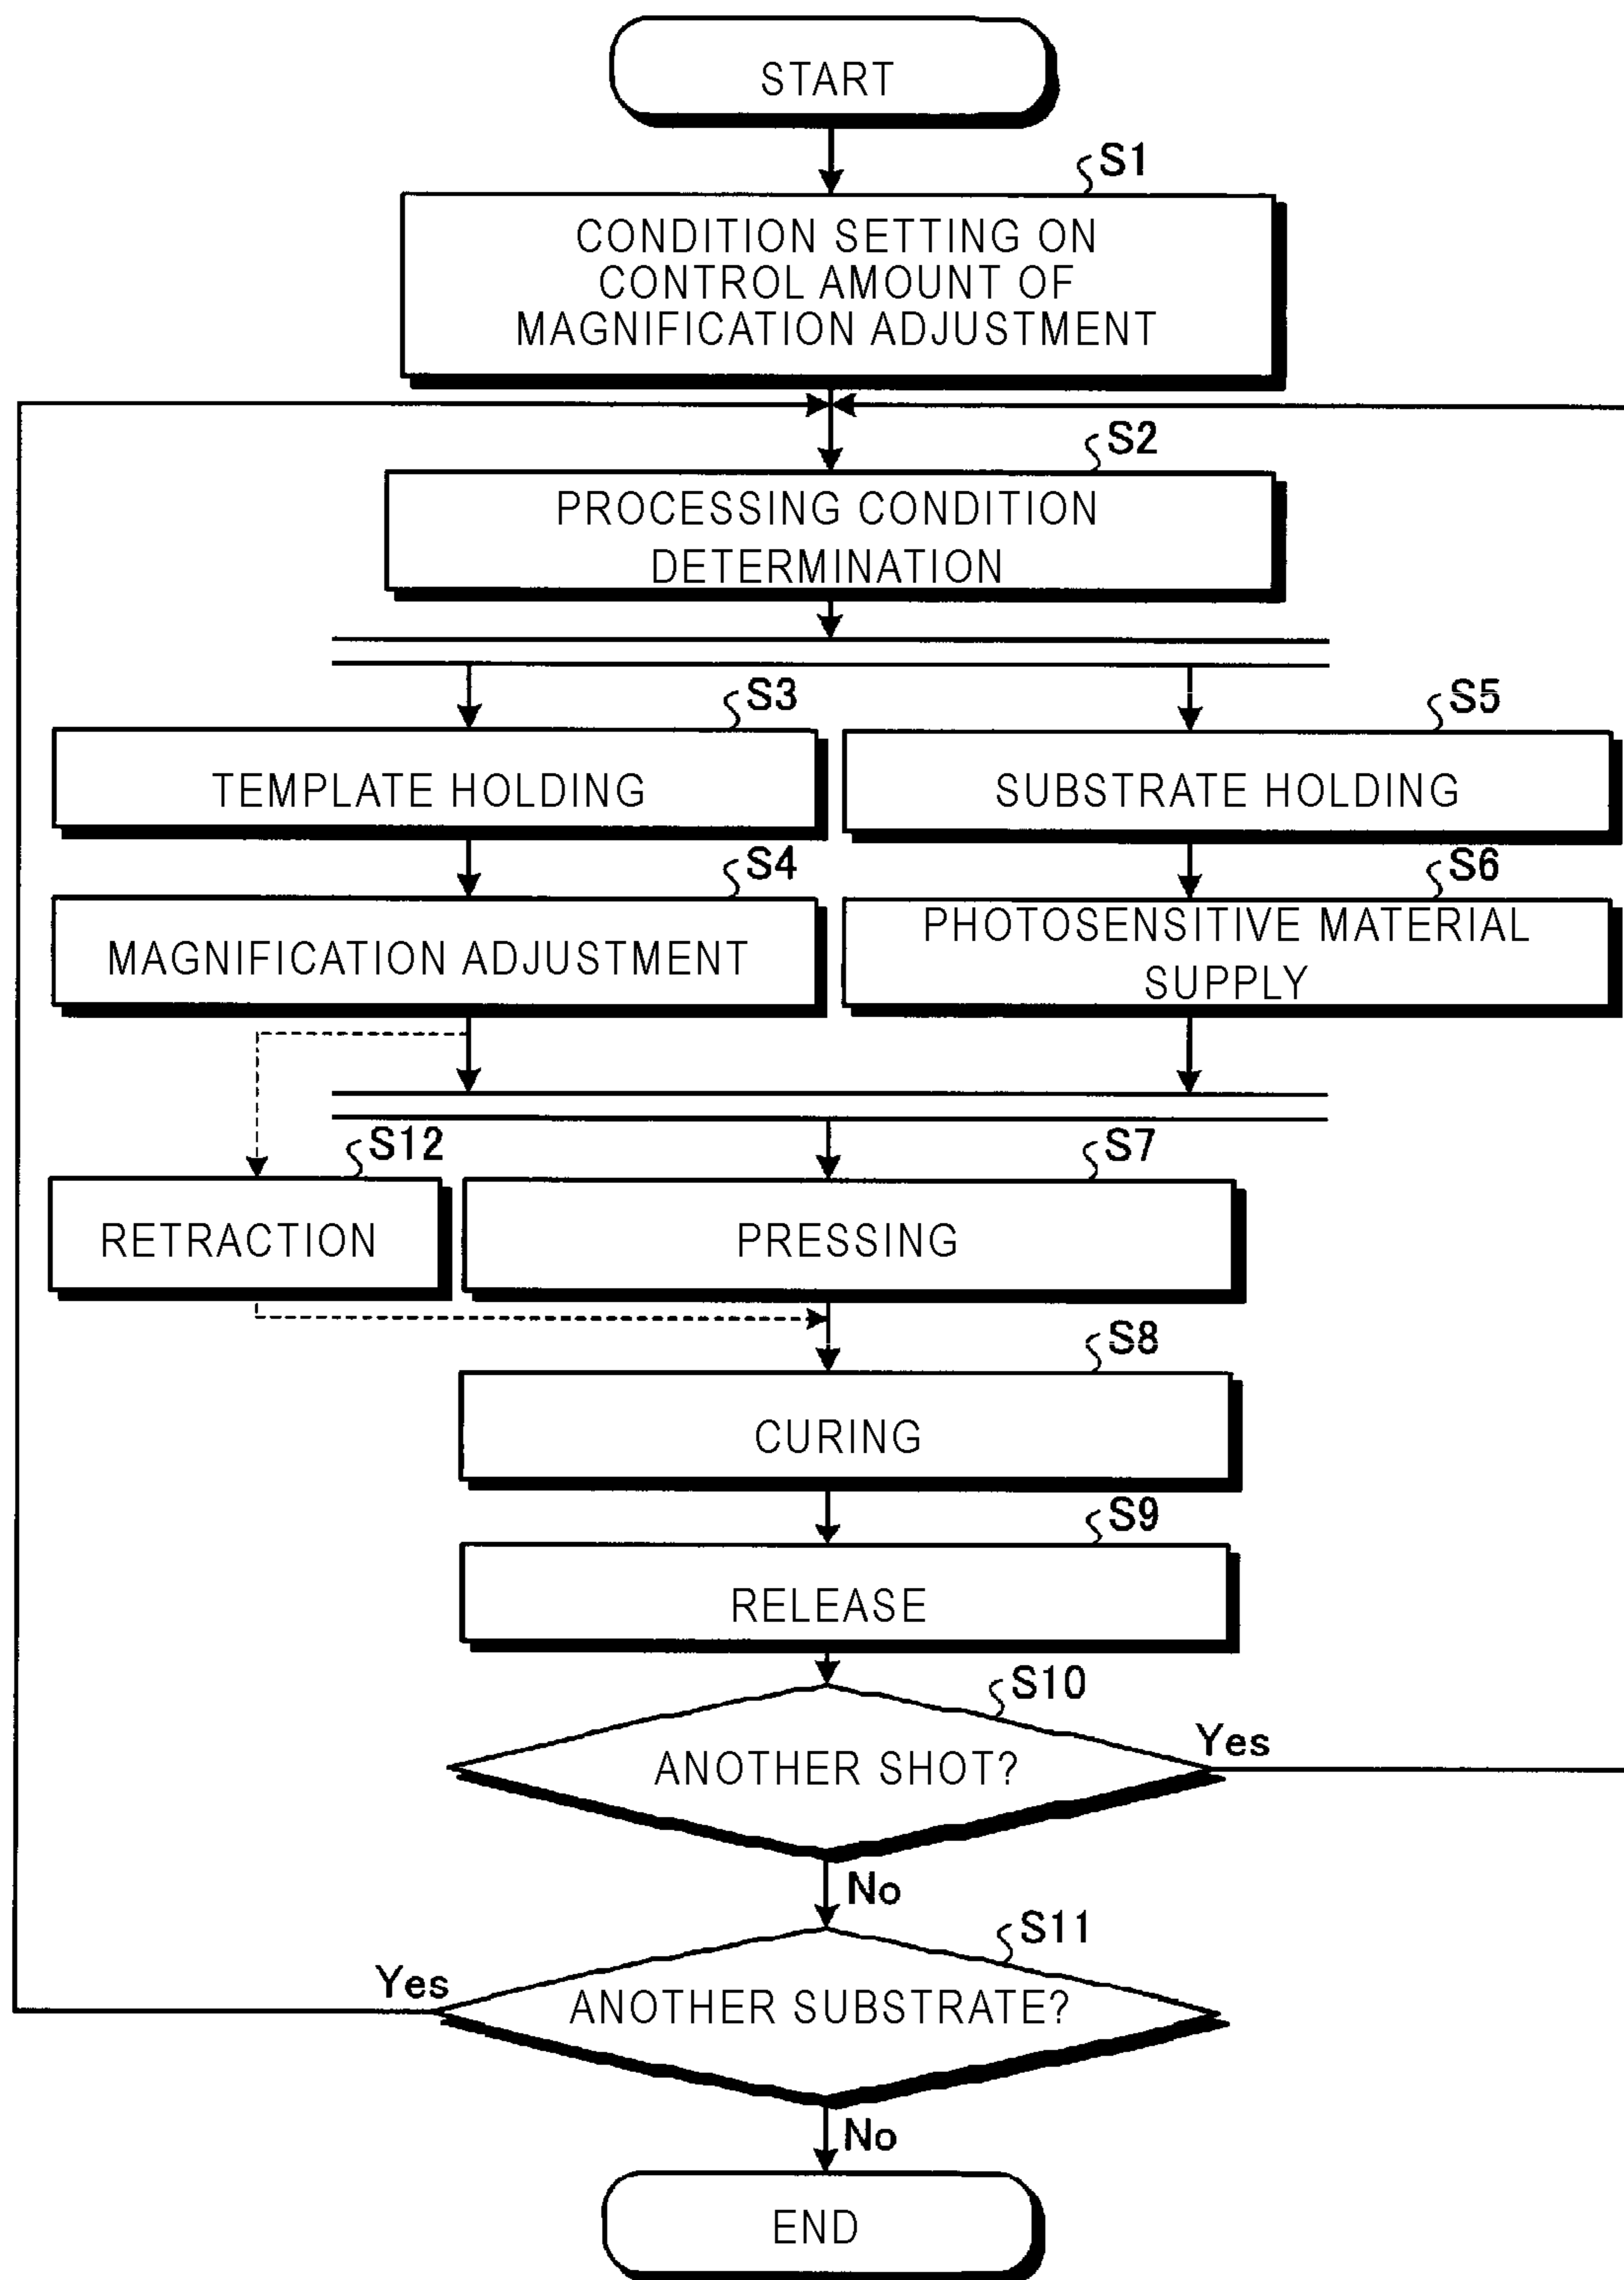 START
S1
CONDITION SETTING ON
CONTROL AMOUNT OF
MAGNIFICATION ADJUSTMENT
S2
PROCESSING CONDITION
DETERMINATION
S3
TEMPLATE HOLDING
S5
SUBSTRATE HOLDING
S4
MAGNIFICATION ADJUSTMENT
S6
PHOTOSENSITIVE MATERIAL
SUPPLY
S12
RETRACTION
S7
PRESSING
S8
CURING
S9
RELEASE
S10
ANOTHER SHOT?
Yes
No
S11
ANOTHER SUBSTRATE?
Yes
No
END